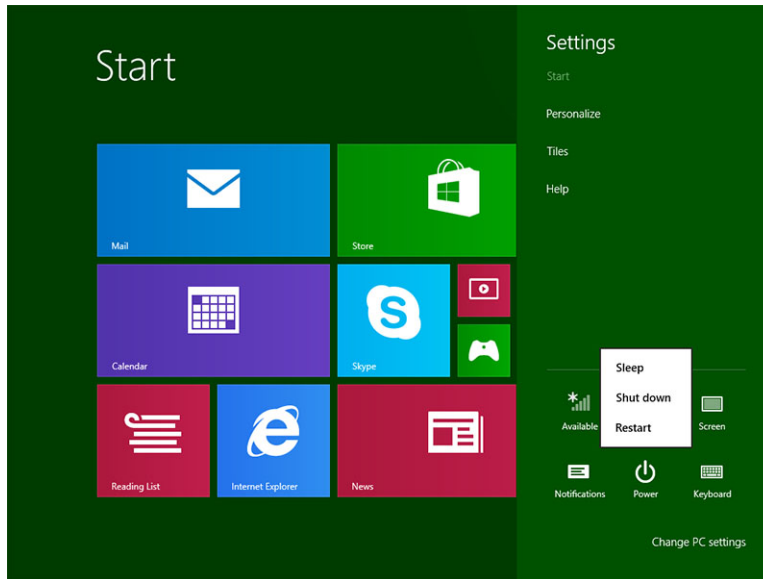 Start
Mail
Store
Calendar
Skype
Reading List
Internet Explorer
News
Settings
Start
Personalize
Tiles
Help
Sleep
Shut down
Restart
Available
Screen
Notifications
Power
Keyboard
Change PC settings